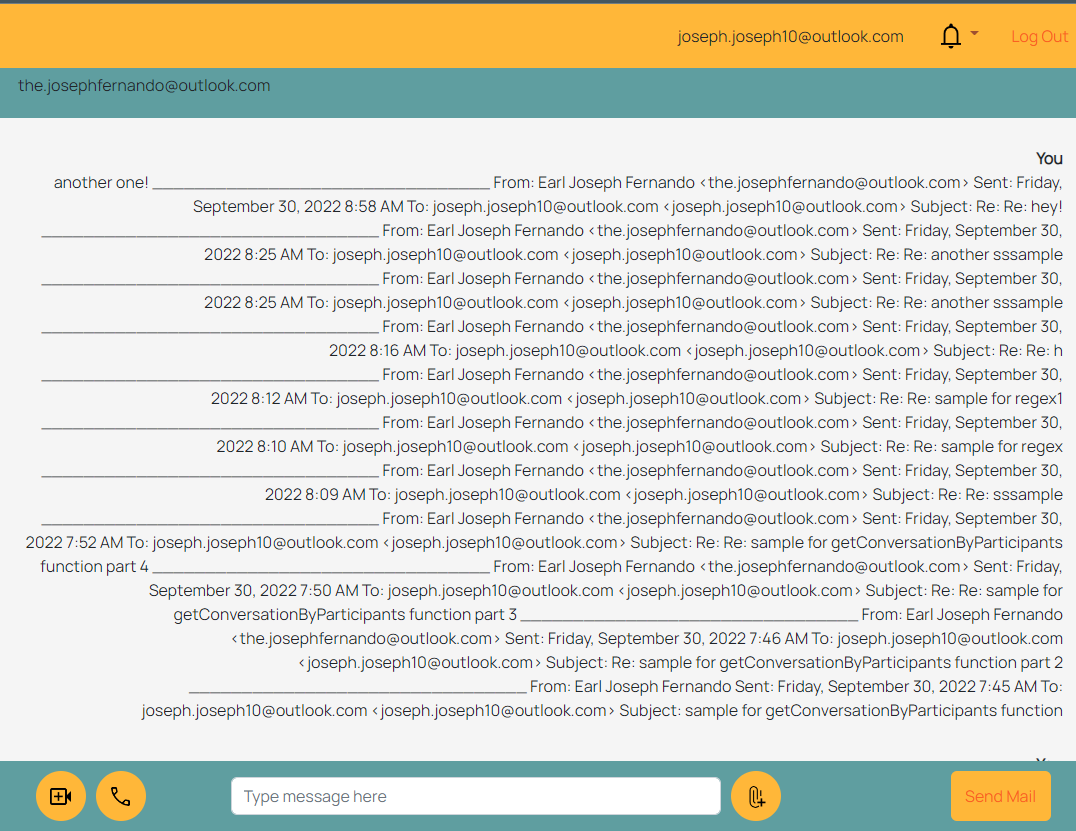 joseph.joseph10@outlook.com Log Out
the.josephfernando@outlook.com
You
another one! ________________________________ From: Earl Joseph Fernando <the.josephfernando@outlook.com> Sent: Friday,
September 30, 2022 8:58 AM To: joseph.joseph10@outlook.com <joseph.joseph10@outlook.com> Subject: Re: Re: hey!
________________________________ From: Earl Joseph Fernando <the.josephfernando@outlook.com> Sent: Friday, September 30,
2022 8:25 AM To: joseph.joseph10@outlook.com <joseph.joseph10@outlook.com> Subject: Re: Re: another sssample
________________________________ From: Earl Joseph Fernando <the.josephfernando@outlook.com> Sent: Friday, September 30,
2022 8:25 AM To: joseph.joseph10@outlook.com <joseph.joseph10@outlook.com> Subject: Re: Re: another sssample
________________________________ From: Earl Joseph Fernando <the.josephfernando@outlook.com> Sent: Friday, September 30,
2022 8:16 AM To: joseph.joseph10@outlook.com <joseph.joseph10@outlook.com> Subject: Re: Re: h
________________________________ From: Earl Joseph Fernando <the.josephfernando@outlook.com> Sent: Friday, September 30,
2022 8:12 AM To: joseph.joseph10@outlook.com <joseph.joseph10@outlook.com> Subject: Re: Re: sample for regex1
________________________________ From: Earl Joseph Fernando <the.josephfernando@outlook.com> Sent: Friday, September 30,
2022 8:10 AM To: joseph.joseph10@outlook.com <joseph.joseph10@outlook.com> Subject: Re: Re: sample for regex
________________________________ From: Earl Joseph Fernando <the.josephfernando@outlook.com> Sent: Friday, September 30,
2022 8:09 AM To: joseph.joseph10@outlook.com <joseph.joseph10@outlook.com> Subject: Re: Re: sssample
________________________________ From: Earl Joseph Fernando <the.josephfernando@outlook.com> Sent: Friday, September 30,
2022 7:52 AM To: joseph.joseph10@outlook.com <joseph.joseph10@outlook.com> Subject: Re: Re: sample for getConversationByParticipants
function part 4 ________________________________ From: Earl Joseph Fernando <the.josephfernando@outlook.com> Sent: Friday,
September 30, 2022 7:50 AM To: joseph.joseph10@outlook.com <joseph.joseph10@outlook.com> Subject: Re: Re: sample for
getConversationByParticipants function part 3 ________________________________ From: Earl Joseph Fernando
<the.josephfernando@outlook.com> Sent: Friday, September 30, 2022 7:46 AM To: joseph.joseph10@outlook.com
<joseph.joseph10@outlook.com> Subject: Re: sample for getConversationByParticipants function part 2
________________________________ From: Earl Joseph Fernando Sent: Friday, September 30, 2022 7:45 AM To:
joseph.joseph10@outlook.com <joseph.joseph10@outlook.com> Subject: sample for getConversationByParticipants function
Type message here
Send Mail